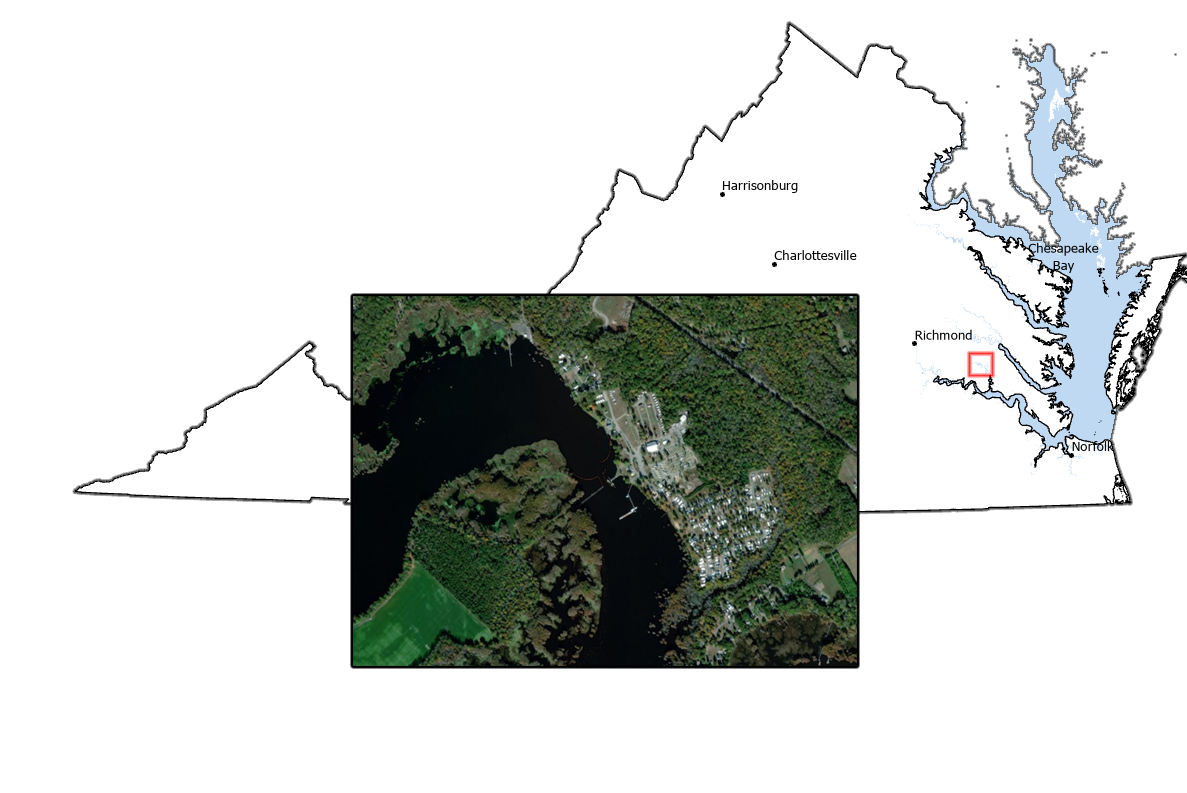 Harrisonburg
Charlottesville
Chesapeake
Bay
Richmond
Norfolk